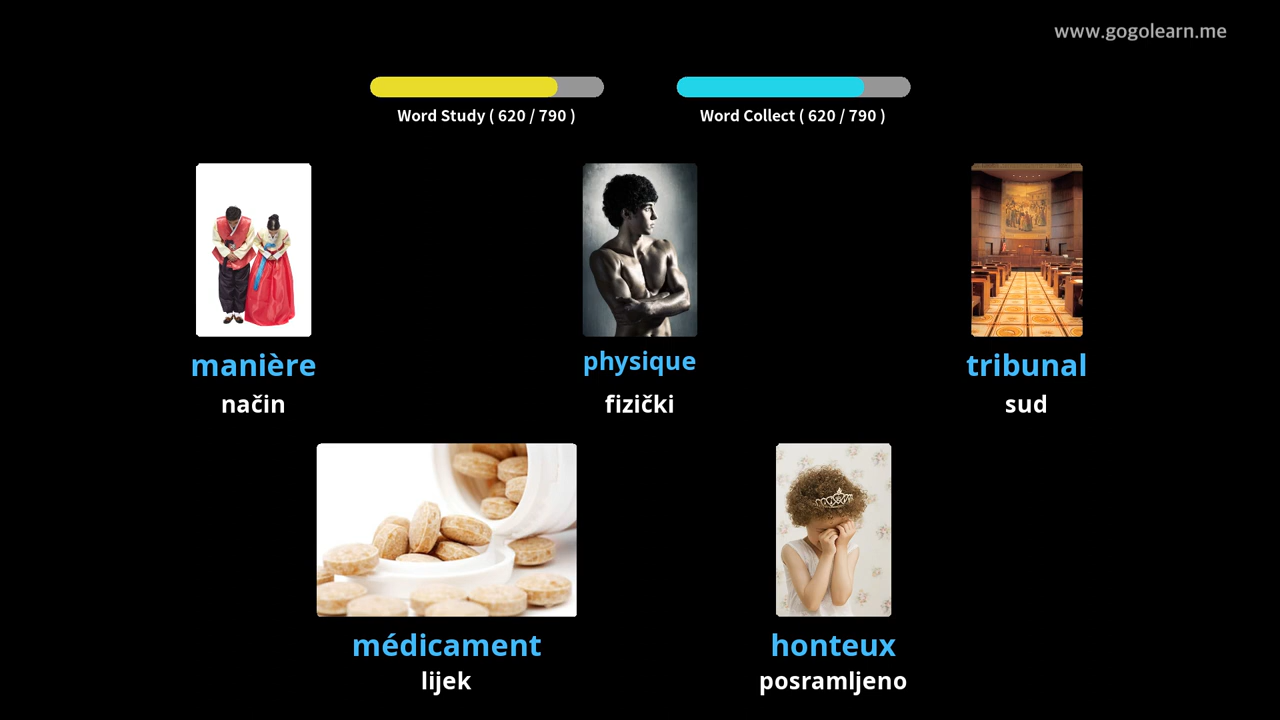 www.gogolearn.me
Word Study ( 620 / 790 )
Word Collect ( 620 / 790 )
manière
način
physique
fizički
tribunal
sud
médicament
lijek
honteux
posramljeno